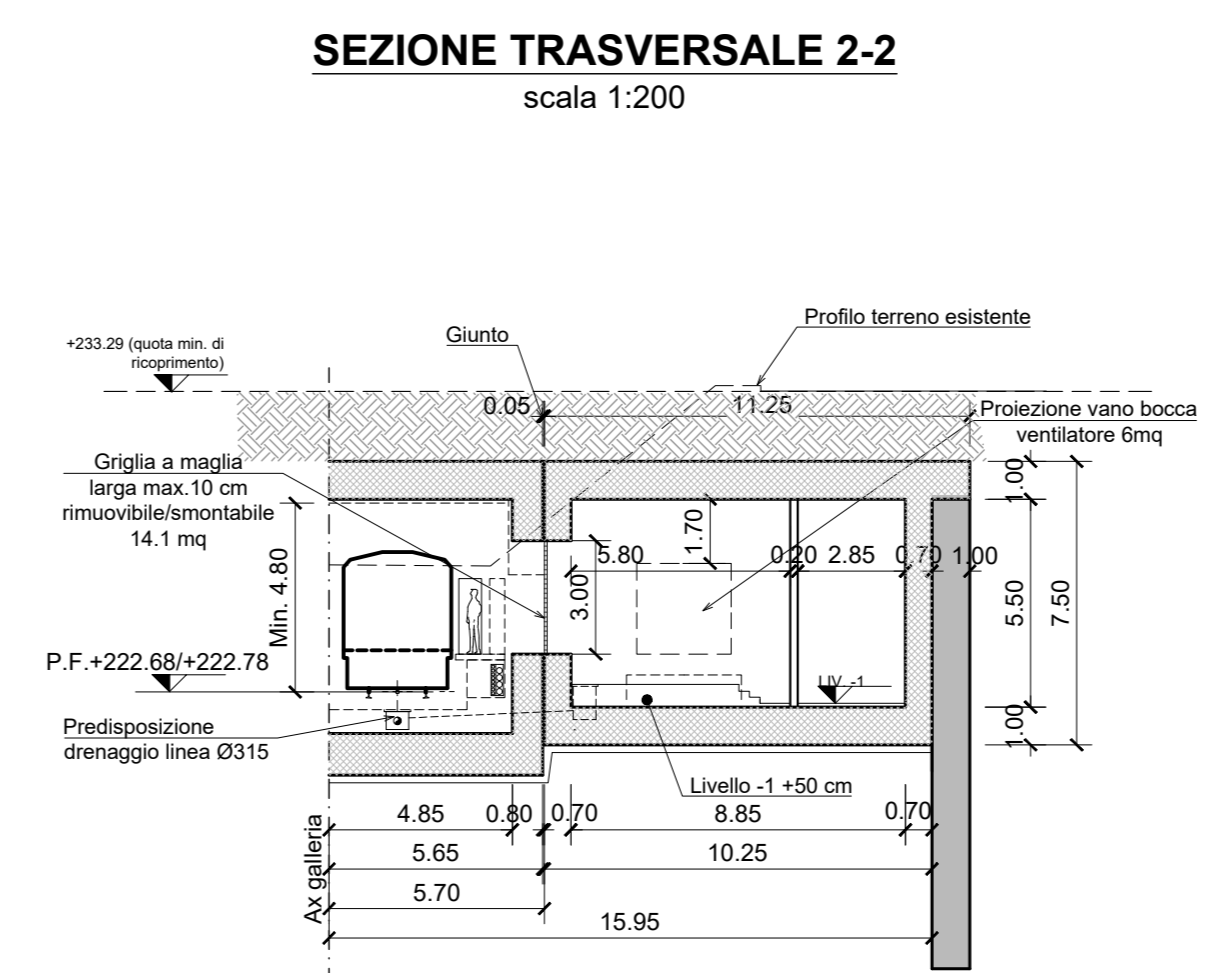 SEZIONE TRASVERSALE 2-2
scala 1:200
Profilo terreno esistente
Giunto
+233.29 (quota min. di
ricoprimento)
0.05
11.25
Proiezione vano bocca
ventilatore 6mq
Griglia a maglia
larga max.10 cm
rimuovibile/smontabile
14.1 mq
1.00
1.70
5.80
0.20
2.85
0.70
1.00
Min. 4.80
3.00
5.50
7.50
P.F.+222.68/+222.78
LIV. -1
Predisposizione
drenaggio linea Ø315
1.00
Livello -1 +50 cm
4.85
0.80
0.70
8.85
0.70
Ax galleria
5.65
10.25
5.70
15.95